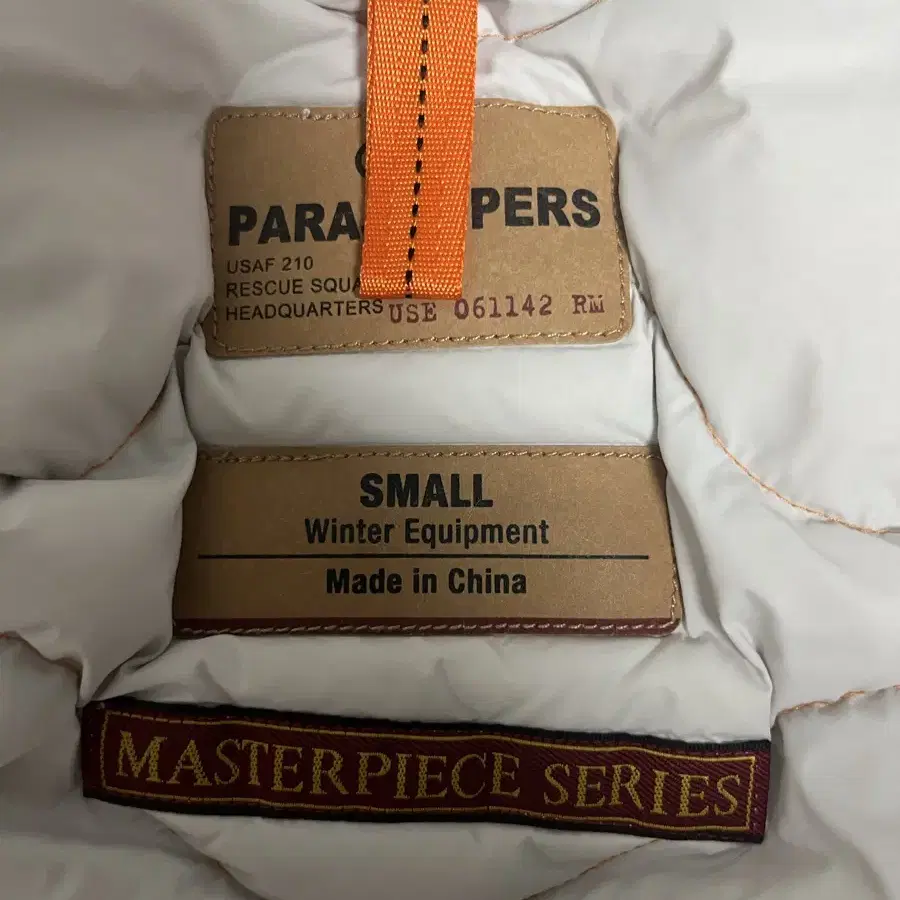 PARA PERS
USAF 210
RESCUE SQUA
HEADQUARTERS USE 061142 RM
SMALL
Winter Equipment
Made in China
MASTERPIECE SERIES